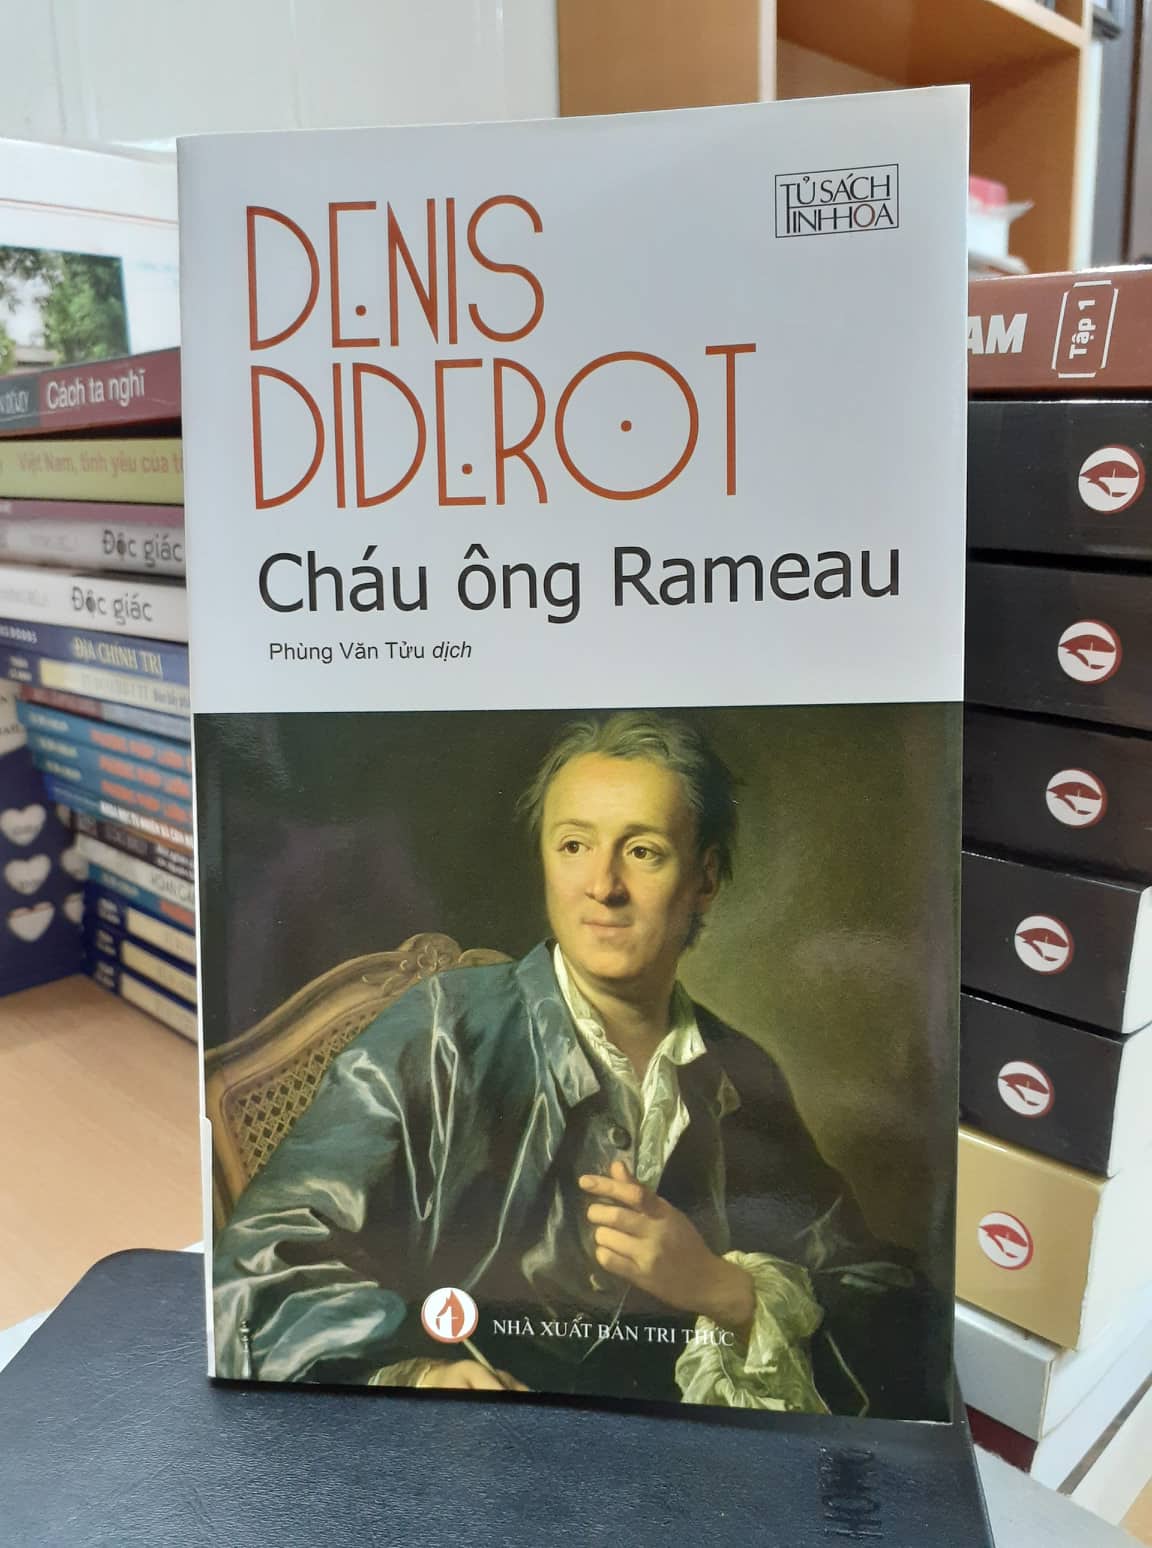 TỦ SÁCH
TINH HOA
DENIS
DIDEROT
Cháu ông Rameau
Phùng Văn Tửu dịch
NHÀ XUẤT BẢN TRI THỨC
Cách ta nghĩ
Việt Nam, tình yêu của
Độc giác
Độc giác
ĐỊA CHÍNH TRỊ
AM
Tập 1